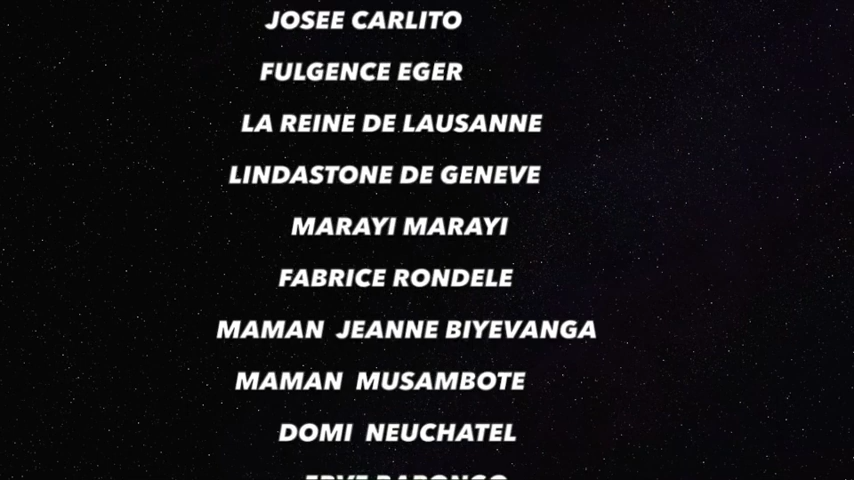 JOSEE CARLITO
FULGENCE EGER
LA REINE DE LAUSANNE
LINDASTONE DE GENEVE
MARAYI MARAYI
FABRICE RONDELE
MAMAN JEANNE BIYEVANGA
MAMAN MUSAMBOTE
DOMI NEUCHATEL